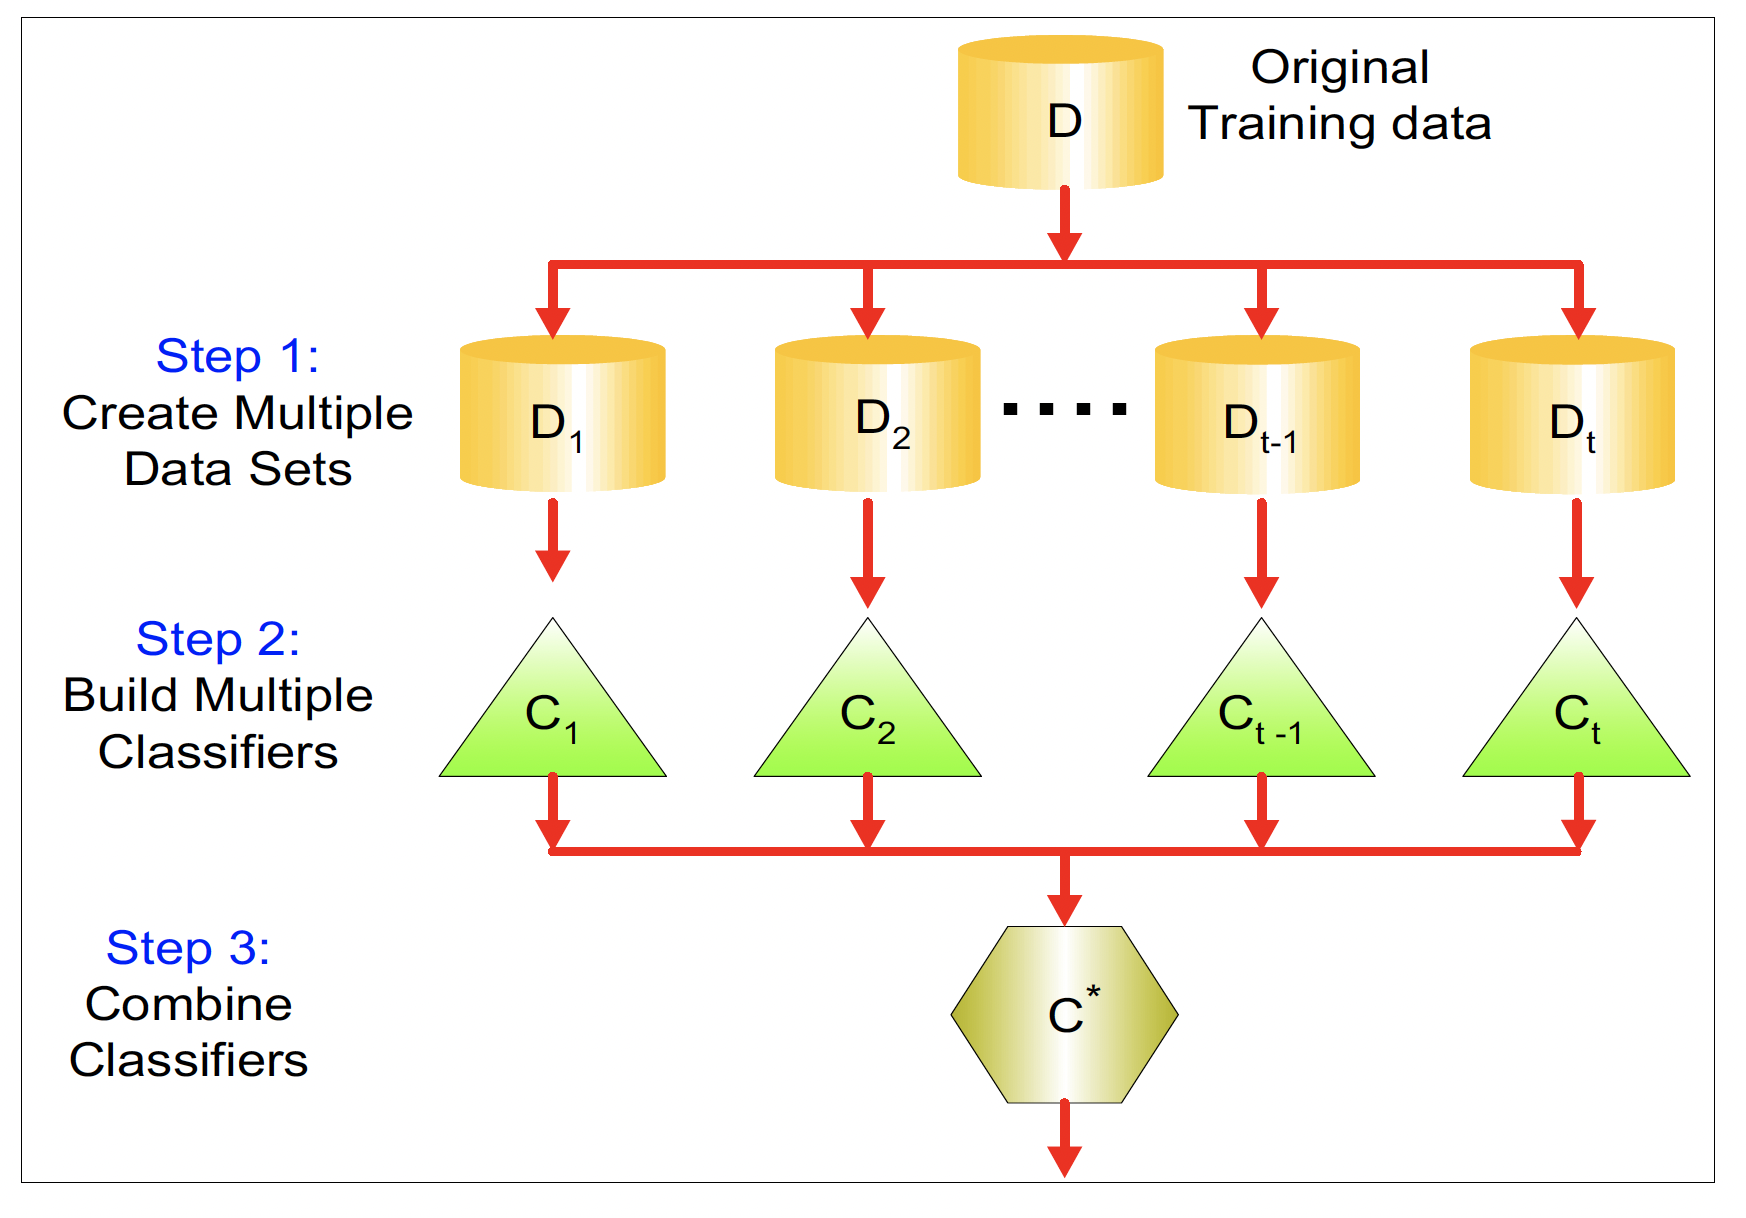 Original
Training data
D
Step 1:
Create Multiple
Data Sets
D1
D2
....
Dt-1
Dt
Step 2:
Build Multiple
Classifiers
C1
C2
Ct -1
Ct
Step 3:
Combine
Classifiers
C*